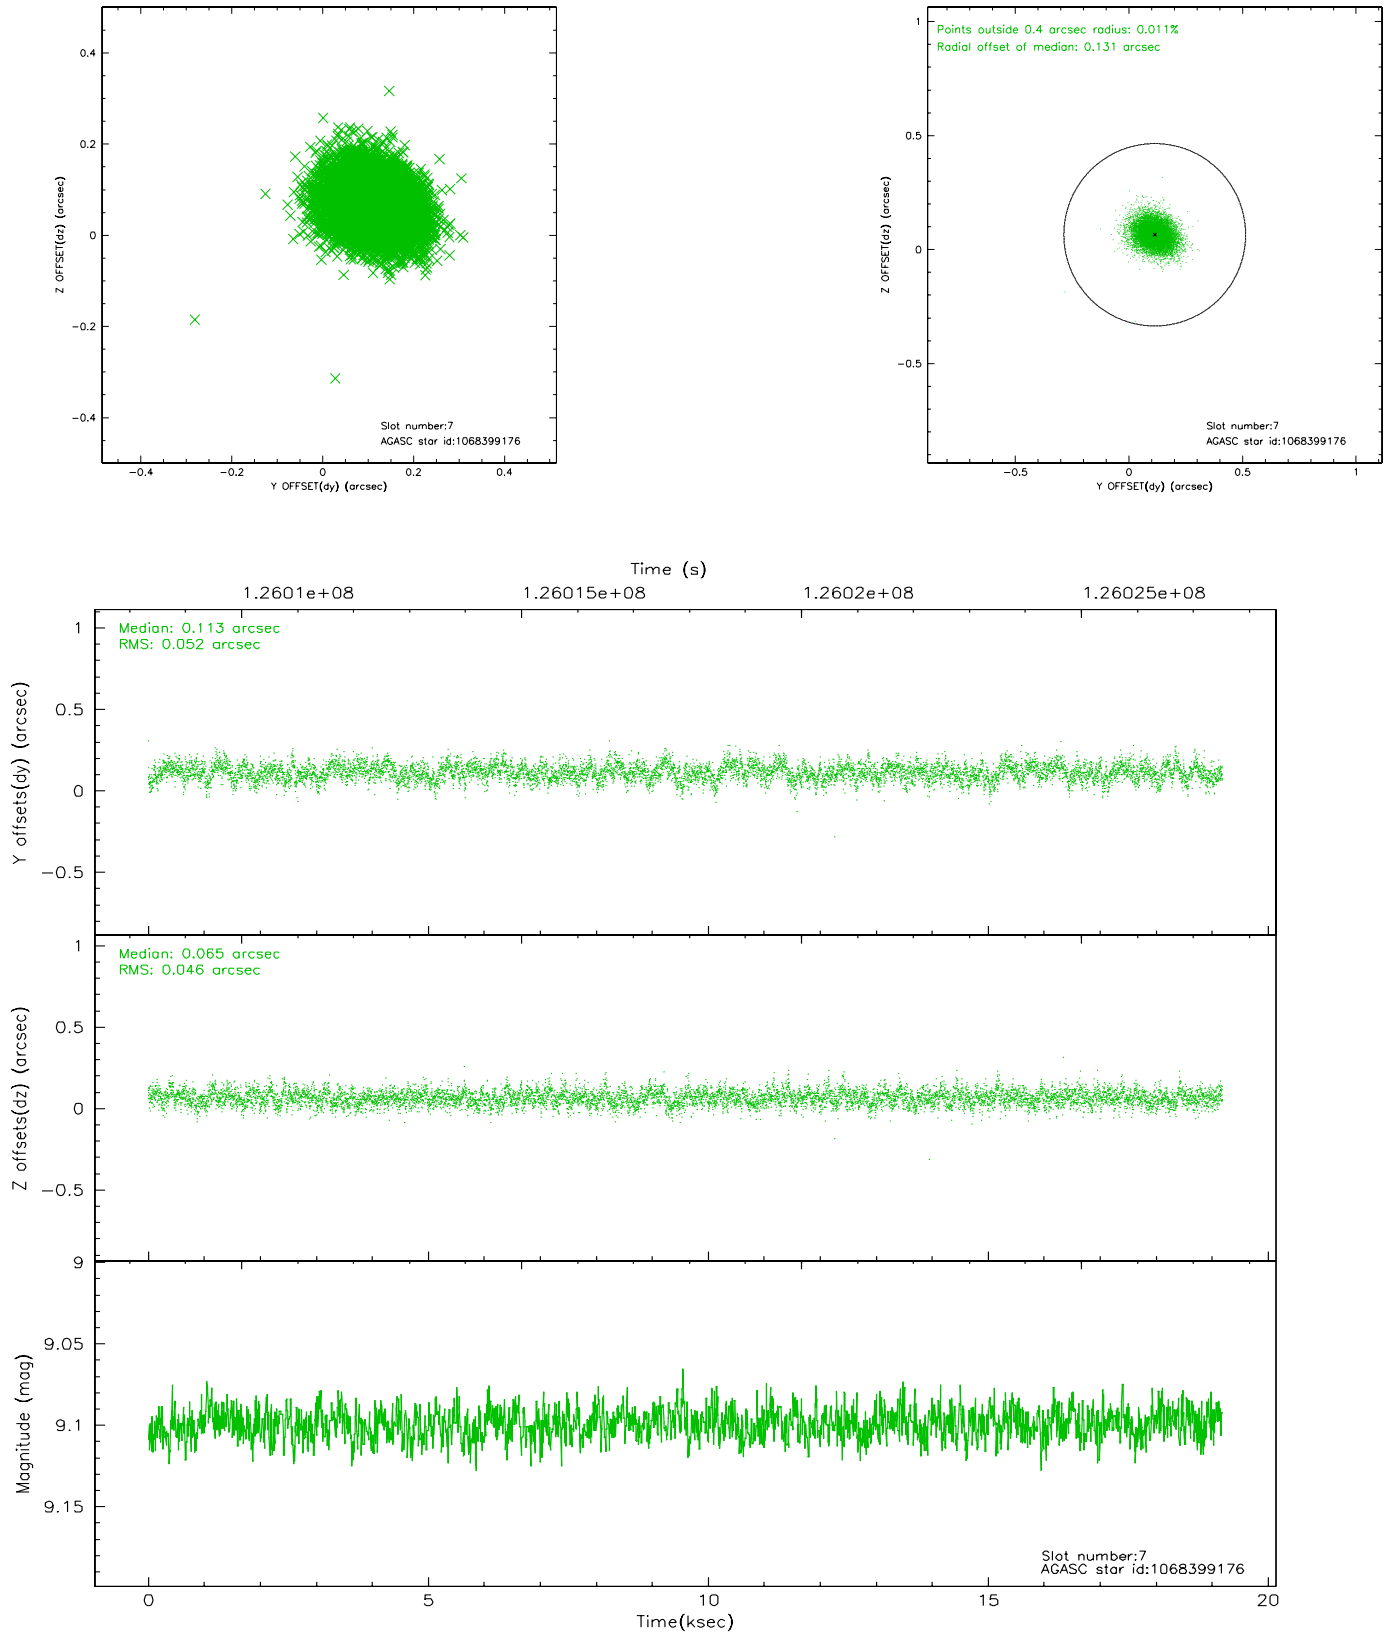 0.4
0.2
0
−0.2
−0.4
Z OFFSET(dz) (arcsec)
Slot number:7
AGASC star id:1068399176
−0.4 −0.2 0 0.2 0.4
Y OFFSET(dy) (arcsec)
Points outside 0.4 arcsec radius: 0.011%
Radial offset of median: 0.131 arcsec
1
0.5
0
−0.5
Z OFFSET(dz) (arcsec)
Slot number:7
AGASC star id:1068399176
−0.5 0 0.5 1
Y OFFSET(dy) (arcsec)
Time (s)
1.2601e+08 1.26015e+08 1.2602e+08 1.26025e+08
Median: 0.113 arcsec
RMS: 0.052 arcsec
1
0.5
0
−0.5
Y offsets(dy) (arcsec)
Median: 0.065 arcsec
RMS: 0.046 arcsec
1
0.5
0
−0.5
Z offsets(dz) (arcsec)
9
9.05
9.1
9.15
Magnitude (mag)
Slot number:7
AGASC star id:1068399176
0 5 10 15 20
Time(ksec)